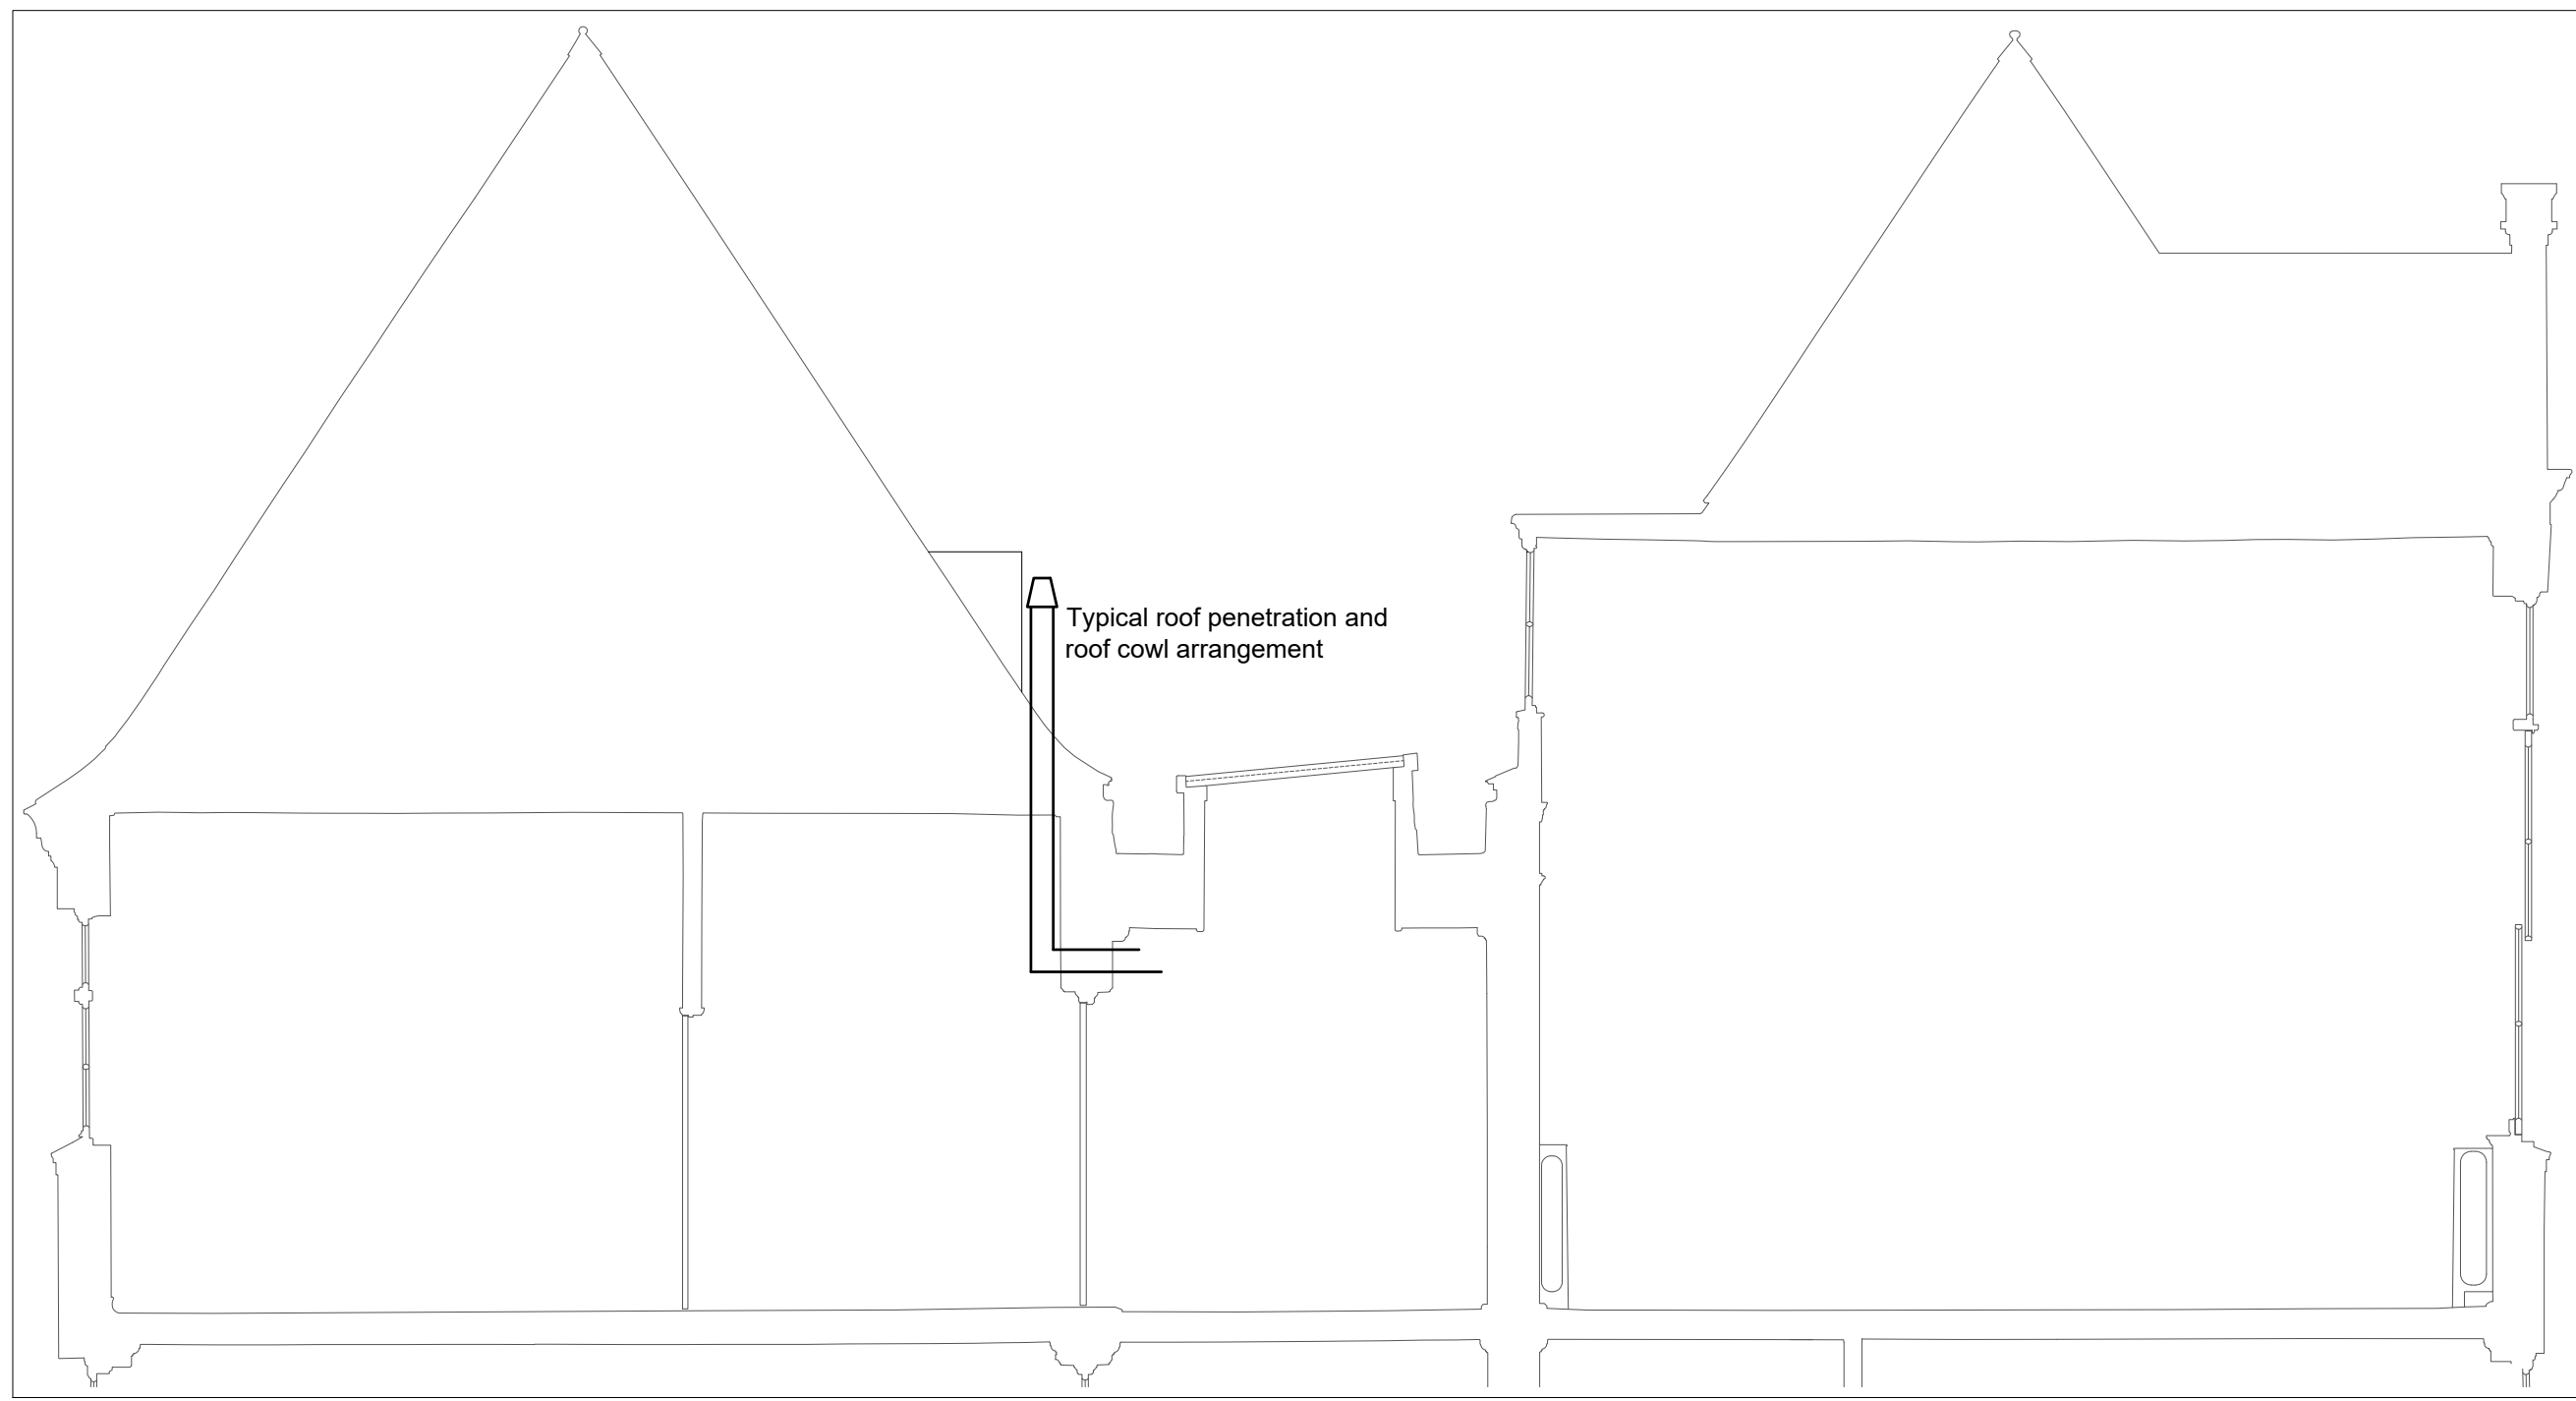 Typical roof penetration and
roof cowl arrangement